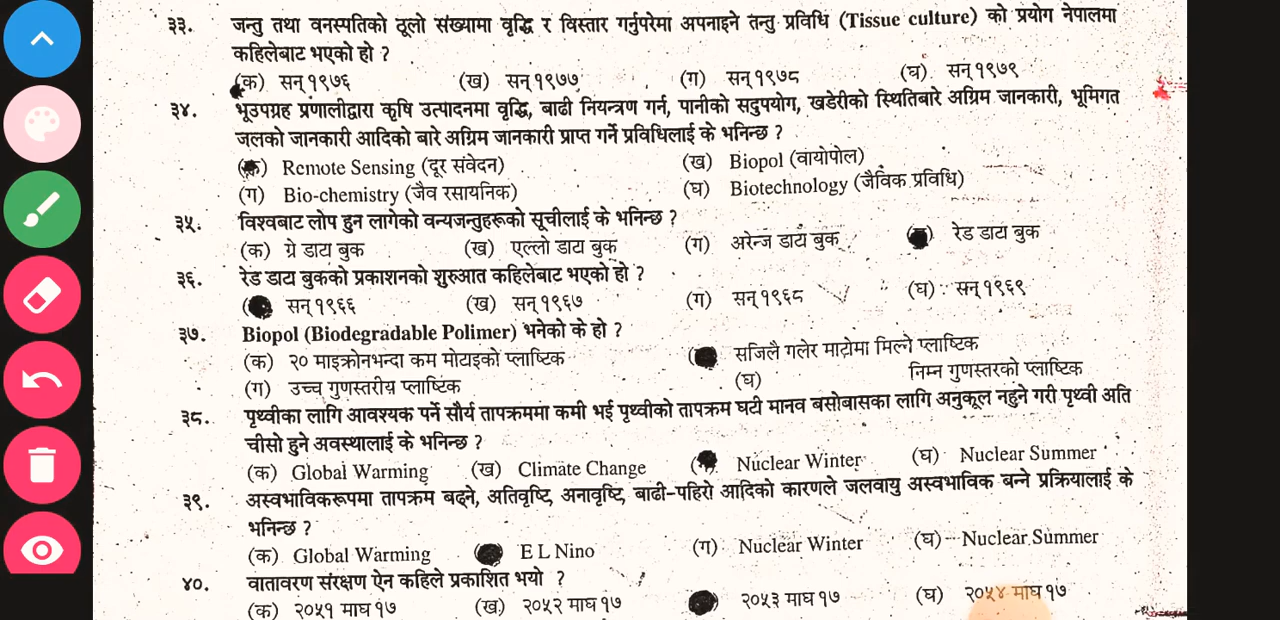 ३३. जन्तु तथा वनस्पतिको ठूलो संख्यामा वृद्धि र विस्तार गर्नुपरेमा अपनाइने तन्तु प्रविधि (Tissue culture) को प्रयोग नेपालमा
कहिलेबाट भएको हो ?
(क) सन् १९७६ (ख) सन् १९७७ (ग) सन् १९७८ (घ) सन् १९७९
३४. भूउपग्रह प्रणालीद्वारा कृषि उत्पादनमा वृद्धि, बाढी नियन्त्रण गर्न, पानीको सदुपयोग, खडेरीको स्थितिबारे अग्रिम जानकारी, भूमिगत
जलको जानकारी आदिको बारे अग्रिम जानकारी प्राप्त गर्ने प्रविधिलाई के भनिन्छ ?
(क) Remote Sensing (दूर संवेदन) (ख) Biopol (वायोपोल)
(ग) Bio-chemistry (जैव रसायनिक) (घ) Biotechnology (जैविक प्रविधि)
३५. विश्वबाट लोप हुन लागेको वन्यजन्तुहरूको सूचीलाई के भनिन्छ ?
(क) ग्रे डाटा बुक (ख) एल्लो डाटा बुक (ग) अरेन्ज डाटा बुक रेड डाटा बुक
३६. रेड डाटा बुकको प्रकाशनको शुरुआत कहिलेबाट भएको हो ?
सन् १९६६ (ख) सन् १९६७ (ग) सन् १९६८ (घ) सन् १९६९
३७. Biopol (Biodegradable Polimer) भनेको के हो ?
(क) २० माइक्रोनभन्दा कम मोटाइको प्लाष्टिक सजिलै गलेर माटोमा मिल्ने प्लाष्टिक
(ग) उच्च गुणस्तरीय प्लाष्टिक (घ) निम्न गुणस्तरको प्लाष्टिक
३८. पृथ्वीका लागि आवश्यक पर्ने सौर्य तापक्रममा कमी भई पृथ्वीको तापक्रम घटी मानव बसोबासका लागि अनुकूल नहुने गरी पृथ्वी अति
चीसो हुने अवस्थालाई के भनिन्छ ?
(क) Global Warming (ख) Climate Change Nuclear Winter (घ) Nuclear Summer
३९. अस्वभाविकरूपमा तापक्रम बढ्ने, अतिवृष्टि, अनावृष्टि, बाढी-पहिरो आदिको कारणले जलवायु अस्वभाविक बन्ने प्रक्रियालाई के
भनिन्छ ?
(क) Global Warming E L Nino (ग) Nuclear Winter (घ) Nuclear Summer
४०. वातावरण संरक्षण ऐन कहिले प्रकाशित भयो ?
(क) २०५१ माघ १७ (ख) २०५२ माघ १७ २०५३ माघ १७ (घ) २०५४ माघ १७